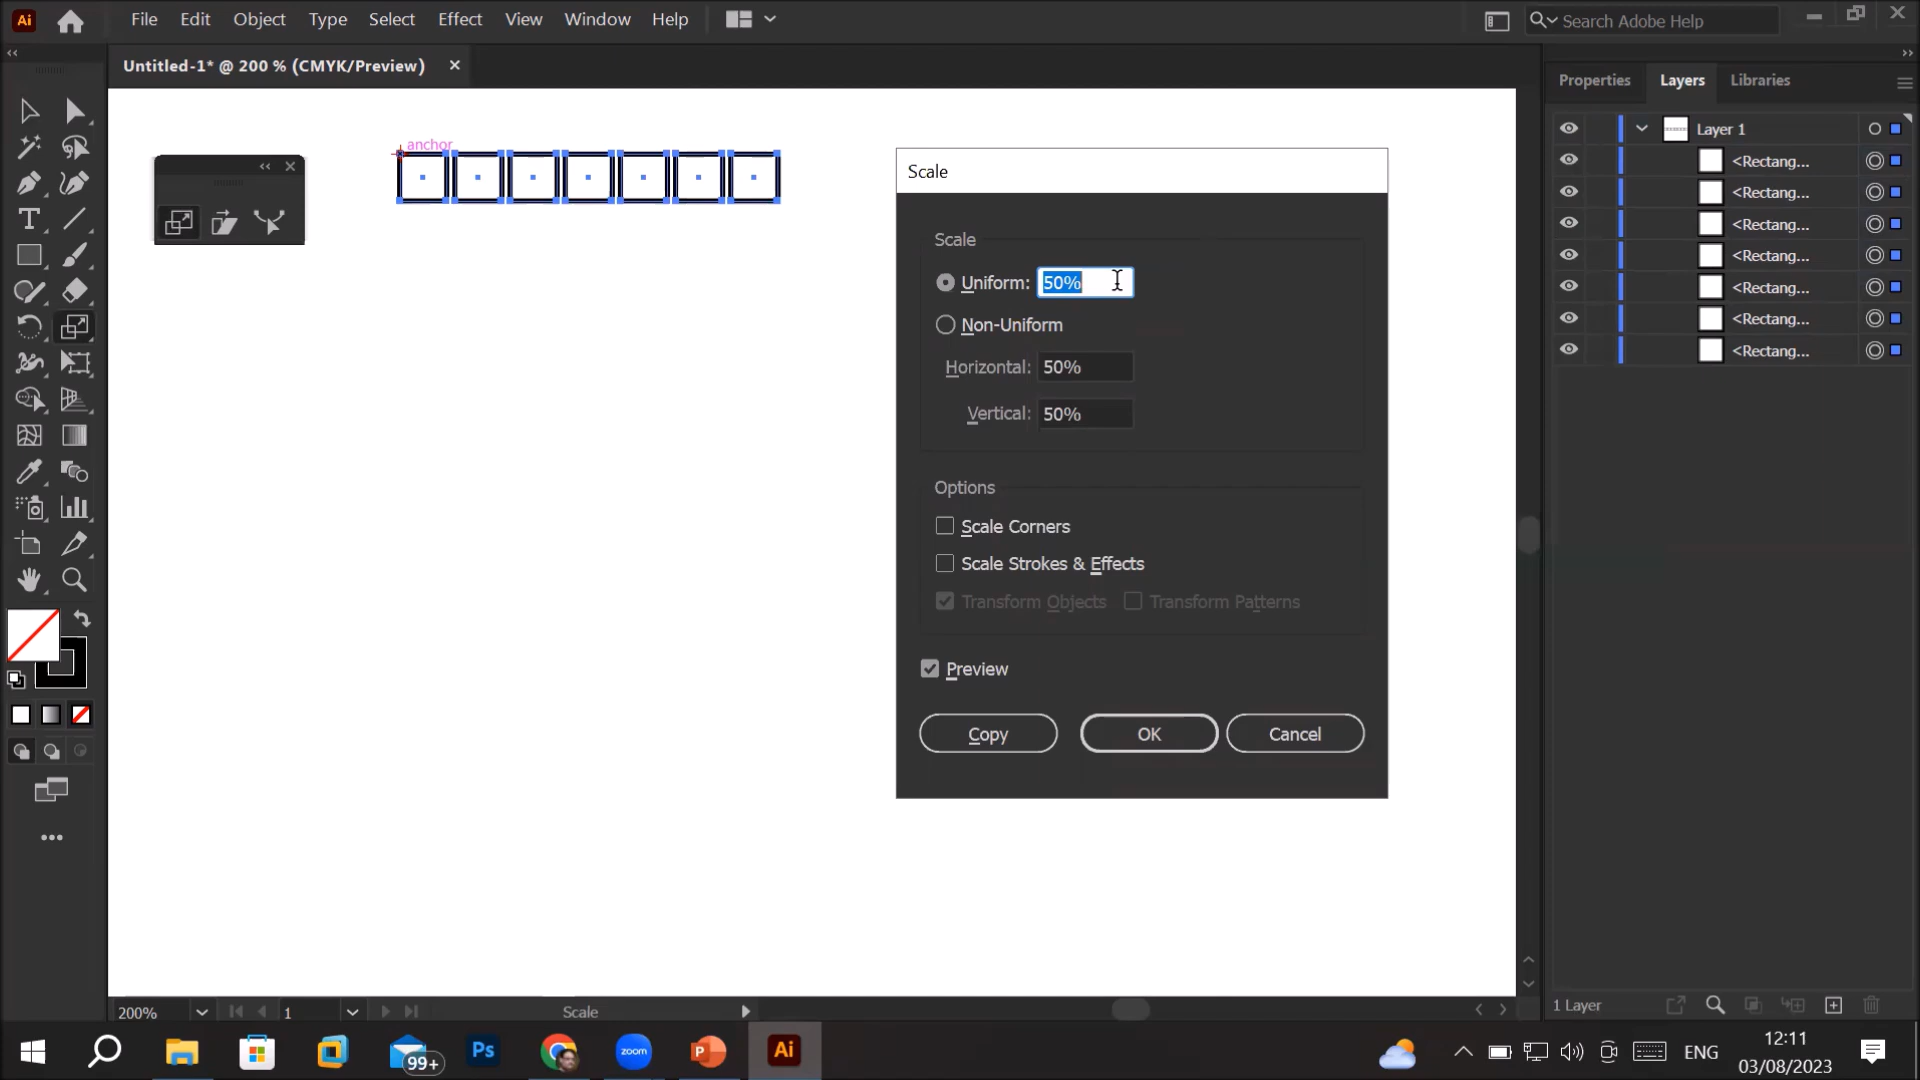 Ai File Edit Object Type Select Effect View Window Help Search Adobe Help
Untitled-1* @ 200 % (CMYK/Preview) ×
Properties Layers Libraries
Layer 1
<Rectang...
<Rectang...
<Rectang...
<Rectang...
<Rectang...
<Rectang...
<Rectang...
anchor
Scale
Scale
Uniform: 50%
Non-Uniform
Horizontal: 50%
Vertical: 50%
Options
Scale Corners
Scale Strokes & Effects
Transform Objects Transform Patterns
Preview
Copy OK Cancel
200% 1 Scale
1 Layer
99+ Ps zoom P Ai
ENG
12:11
03/08/2023